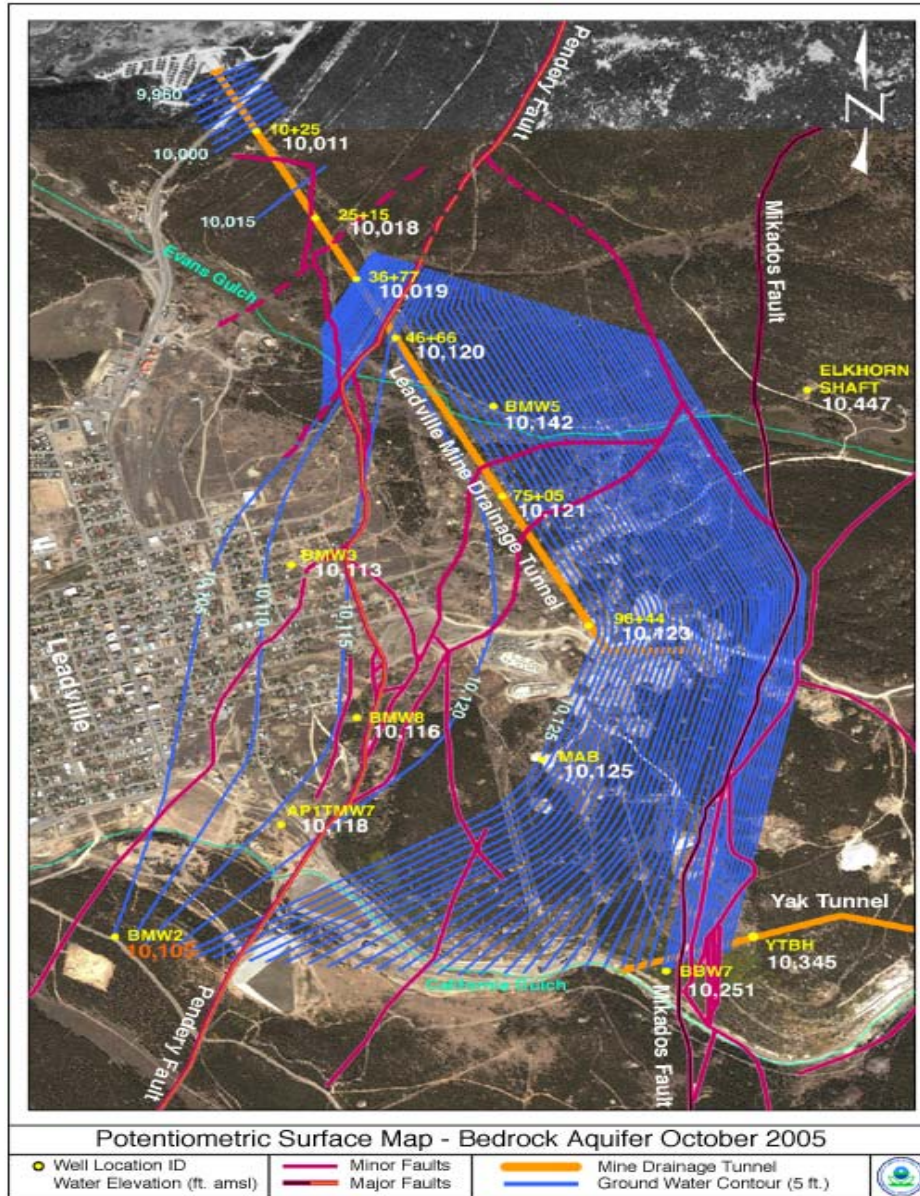 Pendery Fault
9,960
10+25
10,011
10,000
10,015
25+15
10,018
Evans Gulch
36+77
10,019
Mikados Fault
46+66
10,120
ELKHORN
SHAFT
10,447
Leadville Mine Drainage Tunnel
BMW5
10,142
75+05
10,121
BMW3
10,113
10,105
10,110
10,115
96+44
10,123
Leadville
10,120
BMW8
10,116
10,125
MAB
10,125
AP1TMW7
10,118
Yak Tunnel
BMW2
10,105
YTBH
10,345
BBW7
10,251
California Gulch
Pendery Fault
Mikados Fault
Potentiometric Surface Map - Bedrock Aquifer October 2005
Well Location ID
Water Elevation (ft. amsl)
Minor Faults
Major Faults
Mine Drainage Tunnel
Ground Water Contour (5 ft.)